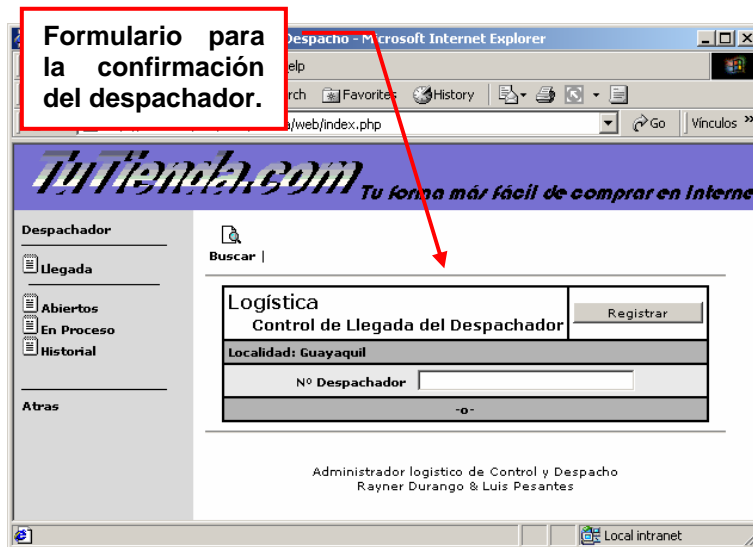 Formulario para
la confirmación
del despachador.
Despacho - Microsoft Internet Explorer
elp
rch Favorites History
/web/index.php Go Vínculos »
TuTienda.com Tu forma más fácil de comprar en Interne
Despachador
Llegada
Abiertos
En Proceso
Historial
Atras
Buscar |
Logística
Control de Llegada del Despachador
Registrar
Localidad: Guayaquil
Nº Despachador
-o-
Administrador logistico de Control y Despacho
Rayner Durango & Luis Pesantes
Local intranet